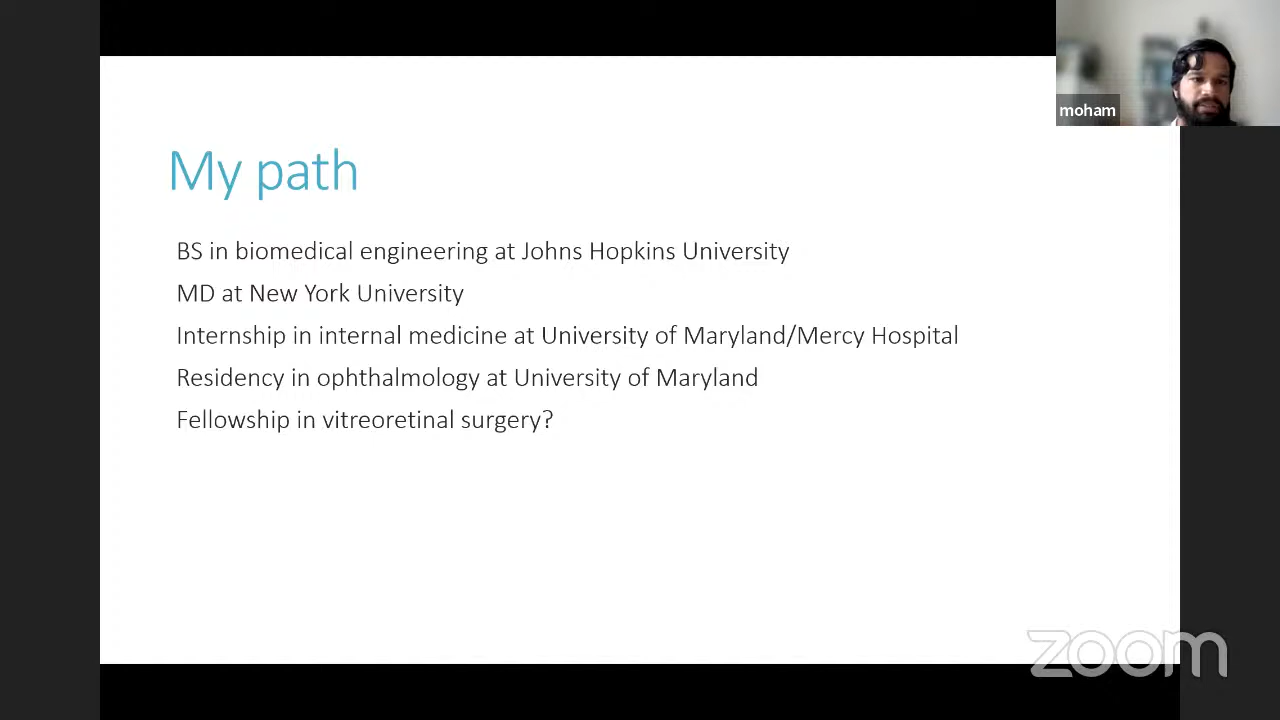 moham
My path
BS in biomedical engineering at Johns Hopkins University
MD at New York University
Internship in internal medicine at University of Maryland/Mercy Hospital
Residency in ophthalmology at University of Maryland
Fellowship in vitreoretinal surgery?
zoom